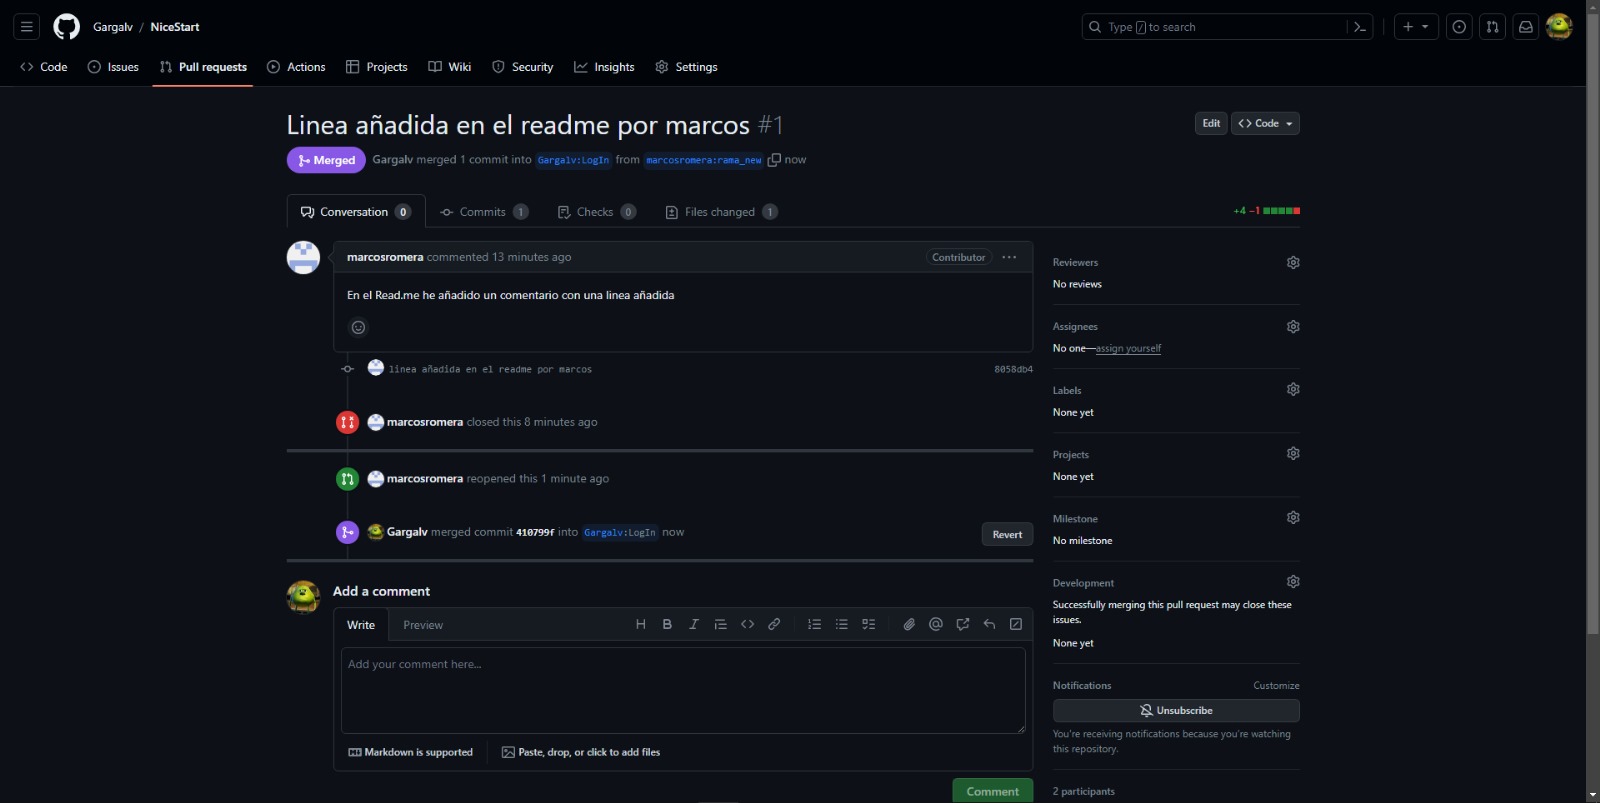 Gargalv / NiceStart
Type / to search
Code
Issues
Pull requests
Actions
Projects
Wiki
Security
Insights
Settings
Linea añadida en el readme por marcos #1
Edit
Code
Merged
Gargalv merged 1 commit into Gargalv:LogIn from marcosromera:rama_new now
Conversation 0
Commits 1
Checks 0
Files changed 1
+4 −1
marcosromera commented 13 minutes ago
Contributor
En el Read.me he añadido un comentario con una linea añadida
linea añadida en el readme por marcos
8058db4
marcosromera closed this 8 minutes ago
marcosromera reopened this 1 minute ago
Gargalv merged commit 410799f into Gargalv:LogIn now
Revert
Add a comment
Write
Preview
Add your comment here...
Markdown is supported
Paste, drop, or click to add files
Comment
Reviewers
No reviews
Assignees
No one—assign yourself
Labels
None yet
Projects
None yet
Milestone
No milestone
Development
Successfully merging this pull request may close these
issues.
None yet
Notifications
Customize
Unsubscribe
You're receiving notifications because you're watching
this repository.
2 participants